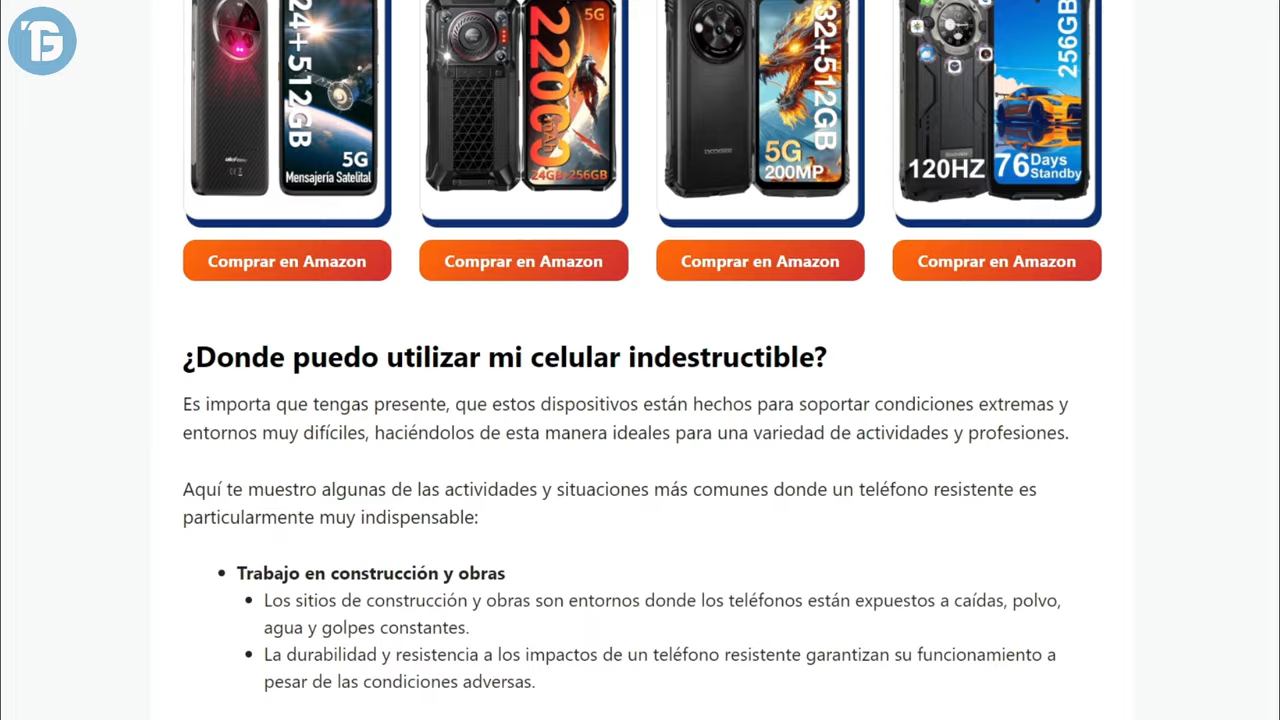 TG
24+512GB
5G
Mensajería Satelital
ulefone
5G
22000
mAh
24GB+256GB
32+512GB
5G
200MP
DOOGEE
256GB
120HZ
76 Days Standby
Comprar en Amazon
Comprar en Amazon
Comprar en Amazon
Comprar en Amazon
¿Donde puedo utilizar mi celular indestructible?
Es importa que tengas presente, que estos dispositivos están hechos para soportar condiciones extremas y
entornos muy difíciles, haciéndolos de esta manera ideales para una variedad de actividades y profesiones.
Aquí te muestro algunas de las actividades y situaciones más comunes donde un teléfono resistente es
particularmente muy indispensable:
Trabajo en construcción y obras
Los sitios de construcción y obras son entornos donde los teléfonos están expuestos a caídas, polvo,
agua y golpes constantes.
La durabilidad y resistencia a los impactos de un teléfono resistente garantizan su funcionamiento a
pesar de las condiciones adversas.